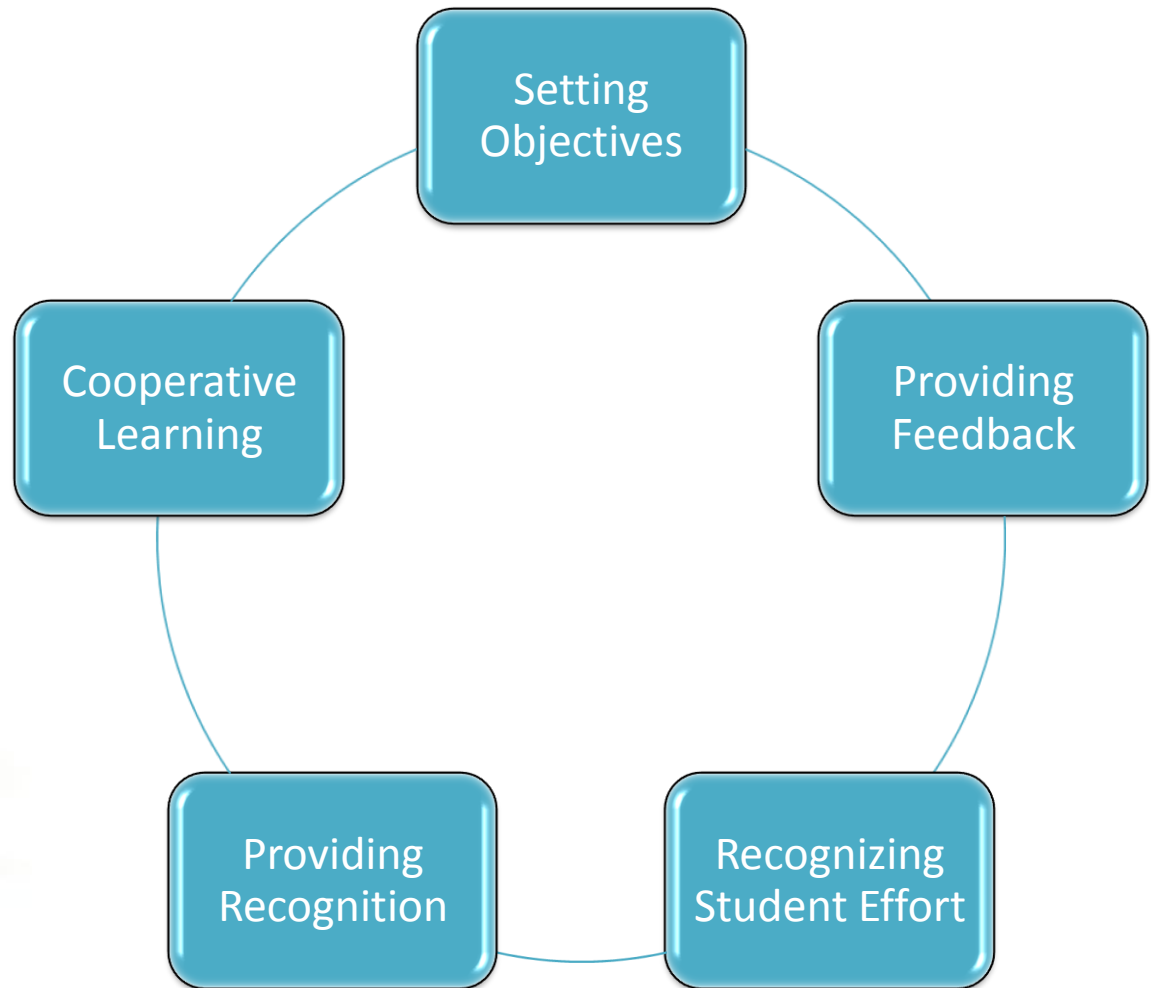 Setting
Objectives
Providing
Feedback
Recognizing
Student Effort
Providing
Recognition
Cooperative
Learning